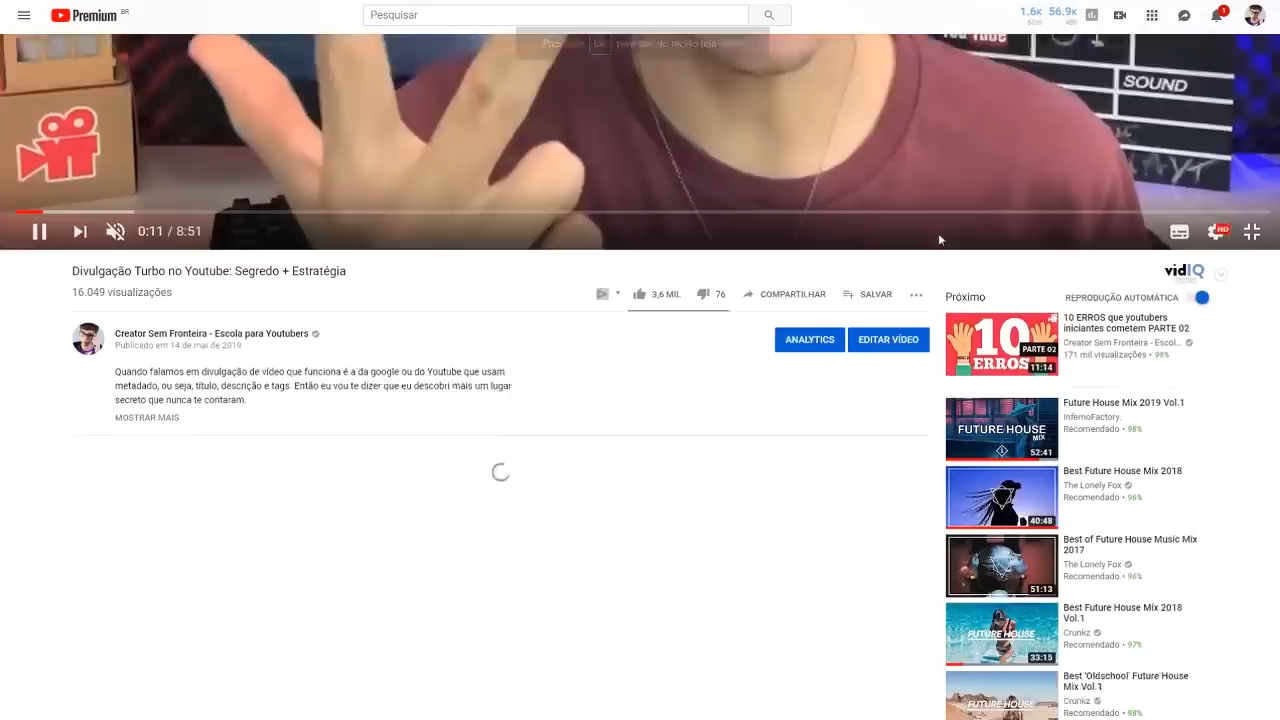 Premium BR
Pesquisar
1.6K 56.9K
60m 48h
1
YouTube
SOUND
HD
0:11 / 8:51
Divulgação Turbo no Youtube: Segredo + Estratégia
16.049 visualizações
3,6 MIL
76
COMPARTILHAR
SALVAR
Creator Sem Fronteira - Escola para Youtubers
Publicado em 14 de mai de 2019
ANALYTICS
EDITAR VÍDEO
Quando falamos em divulgação de vídeo que funciona é a da google ou do Youtube que usam
metadado, ou seja, título, descrição e tags. Então eu vou te dizer que eu descobri mais um lugar
secreto que nunca te contaram.
MOSTRAR MAIS
vidIQ
Próximo
REPRODUÇÃO AUTOMÁTICA
10
ERROS
PARTE 02
11:14
10 ERROS que youtubers
iniciantes cometem PARTE 02
Creator Sem Fronteira - Escol...
171 mil visualizações • 99%
FUTURE HOUSE
MIX
52:41
Future House Mix 2019 Vol.1
InfernoFactory.
Recomendado • 98%
40:48
Best Future House Mix 2018
The Lonely Fox
Recomendado • 96%
51:13
Best of Future House Music Mix
2017
The Lonely Fox
Recomendado • 96%
FUTURE HOUSE
33:15
Best Future House Mix 2018
Vol.1
Crunkz
Recomendado • 97%
FUTURE HOUSE
Best 'Oldschool' Future House
Mix Vol.1
Crunkz
Recomendado • 98%